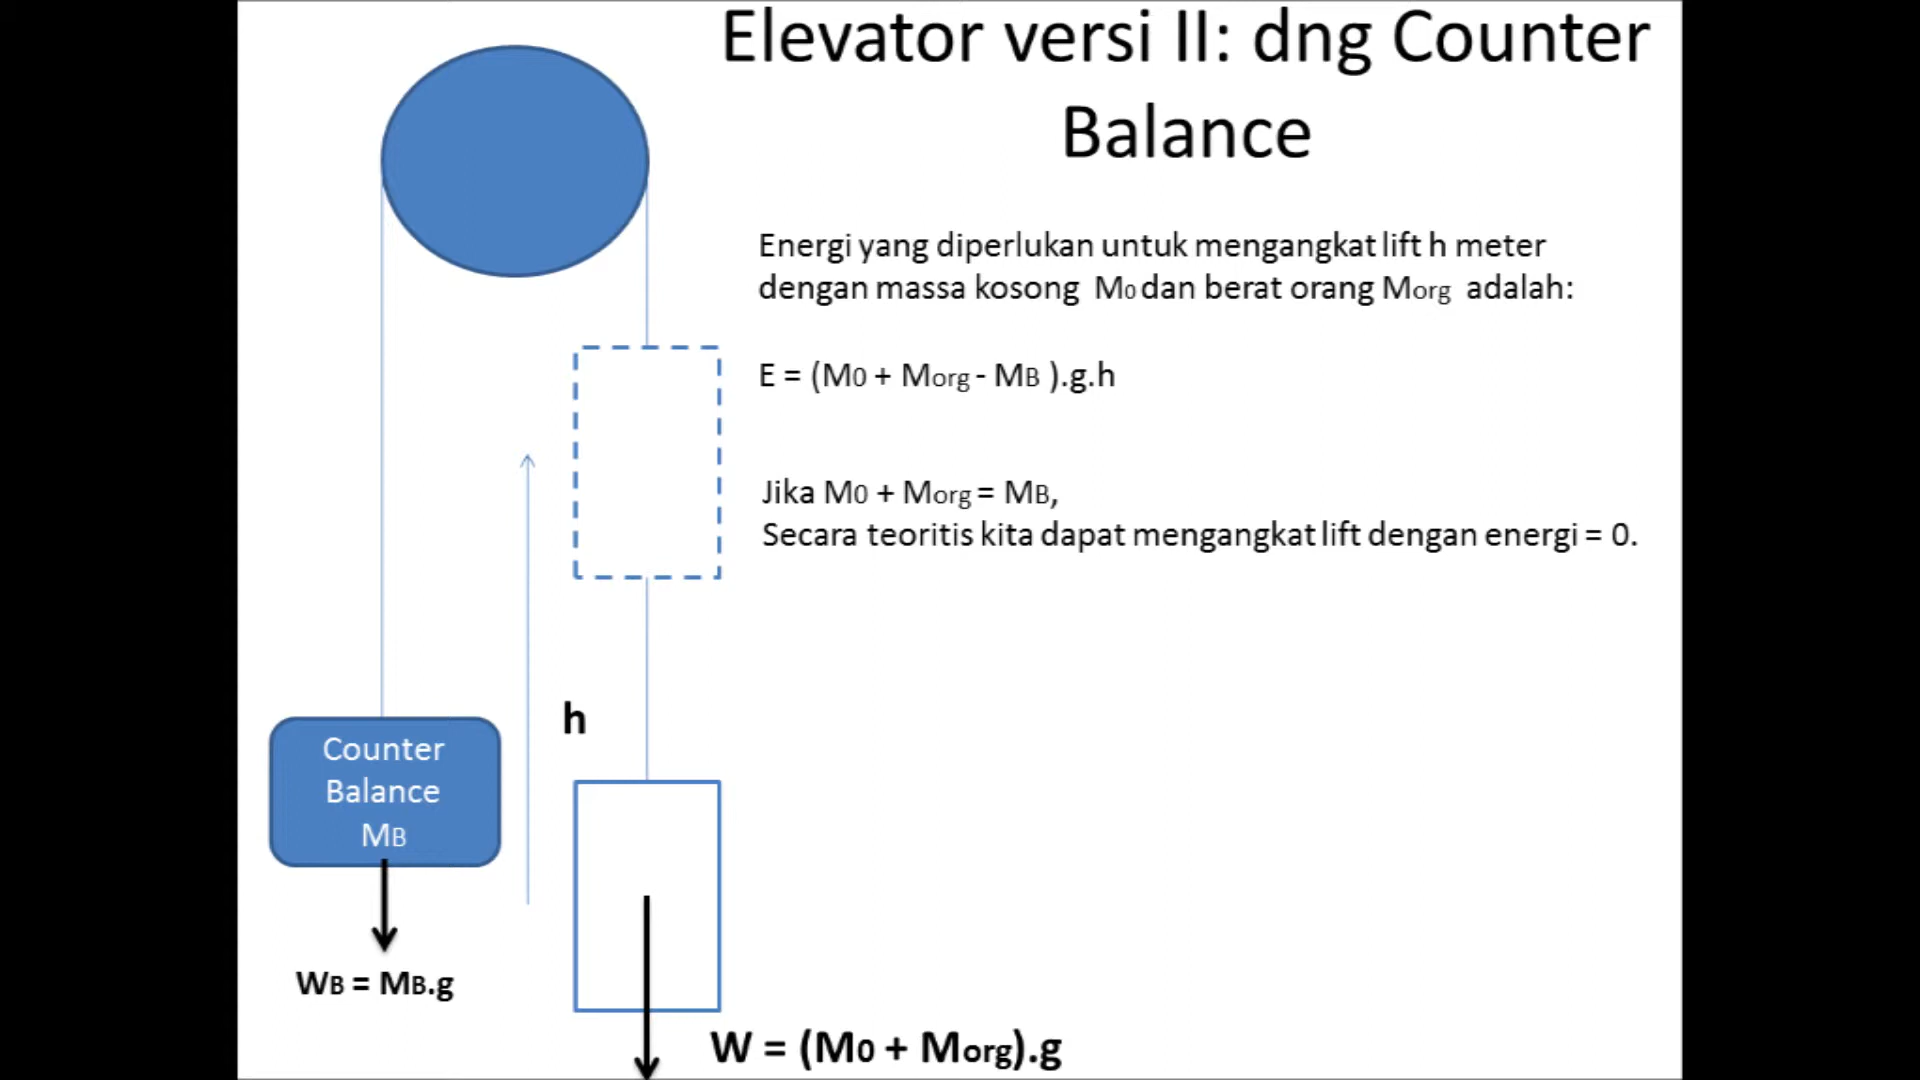 Elevator versi II: dng Counter
Balance
Energi yang diperlukan untuk mengangkat lift h meter
dengan massa kosong M0 dan berat orang Morg adalah:
E = (M0 + Morg - MB ).g.h
Jika M0 + Morg = MB,
Secara teoritis kita dapat mengangkat lift dengan energi = 0.
h
Counter
Balance
MB
WB = MB.g
W = (M0 + Morg).g